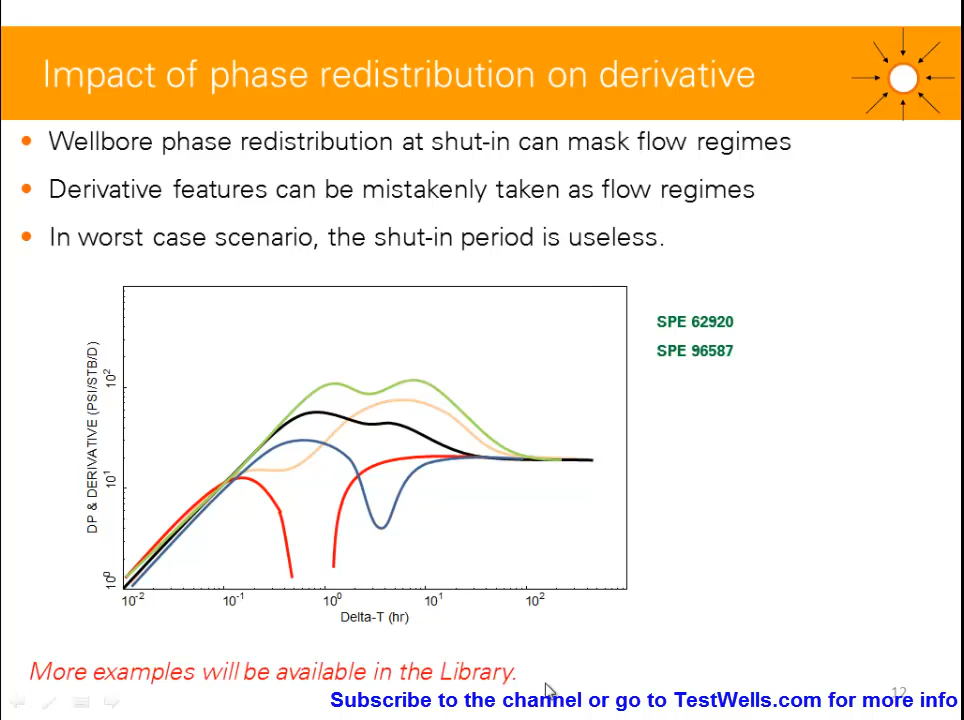 Impact of phase redistribution on derivative
• Wellbore phase redistribution at shut-in can mask flow regimes
• Derivative features can be mistakenly taken as flow regimes
• In worst case scenario, the shut-in period is useless.
SPE 62920
SPE 96587
DP & DERIVATIVE (PSI/STB/D)
10²
10¹
10⁰
10⁻² 10⁻¹ 10⁰ 10¹ 10²
Delta-T (hr)
More examples will be available in the Library.
12
Subscribe to the channel or go to TestWells.com for more info